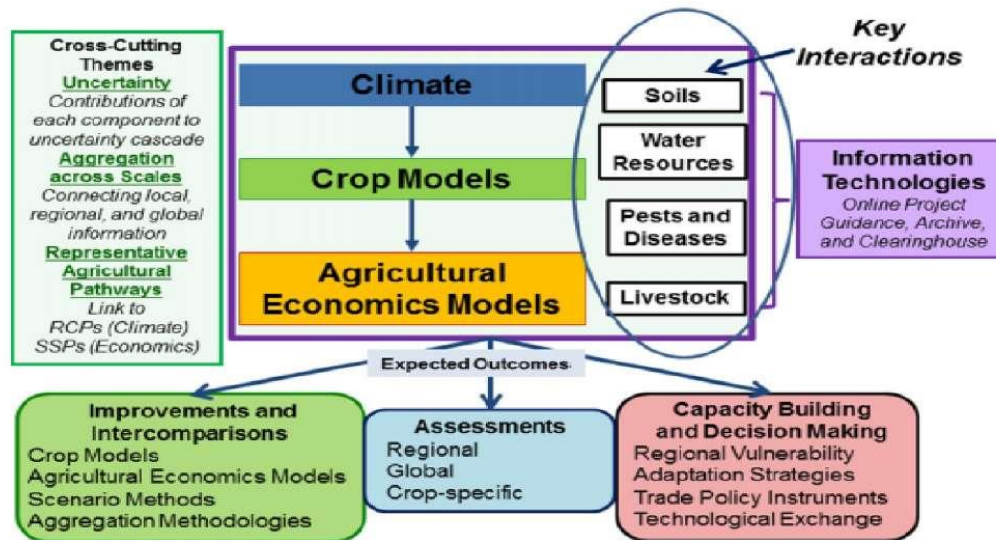 Cross-Cutting
Themes
Uncertainty
Contributions of
each component to
uncertainty cascade
Aggregation
across Scales
Connecting local,
regional, and global
information
Representative
Agricultural
Pathways
Link to
RCPs (Climate)
SSPs (Economics)
Climate
Crop Models
Agricultural
Economics Models
Key
Interactions
Soils
Water
Resources
Pests and
Diseases
Livestock
Information
Technologies
Online Project
Guidance, Archive,
and Clearinghouse
Expected Outcomes
Improvements and
Intercomparisons
Crop Models
Agricultural Economics Models
Scenario Methods
Aggregation Methodologies
Assessments
Regional
Global
Crop-specific
Capacity Building
and Decision Making
Regional Vulnerability
Adaptation Strategies
Trade Policy Instruments
Technological Exchange